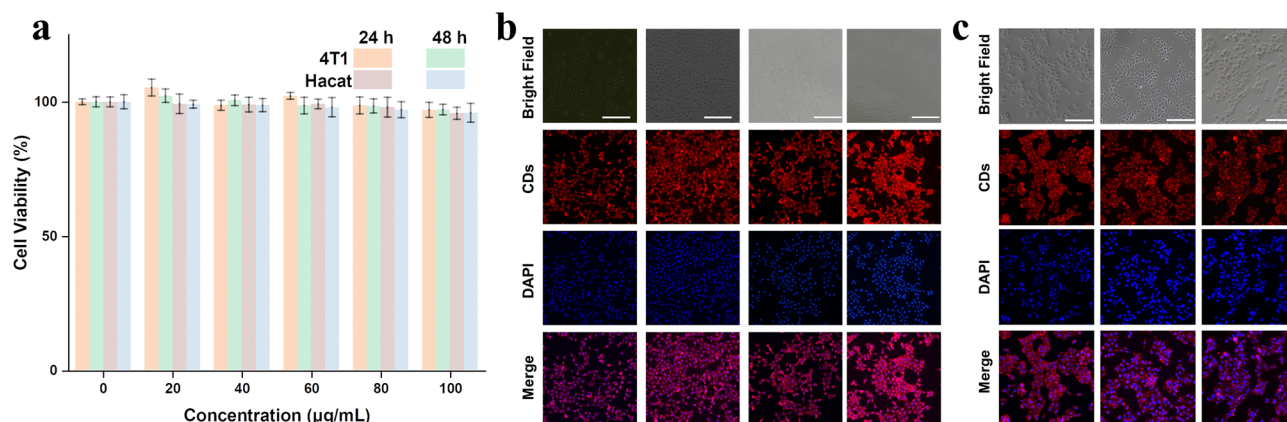 a
24 h 48 h
4T1
Hacat
Cell Viability (%)
100
50
0
0 20 40 60 80 100
Concentration (μg/mL)
b
Bright Field
CDs
DAPI
Merge
c
Bright Field
CDs
DAPI
Merge